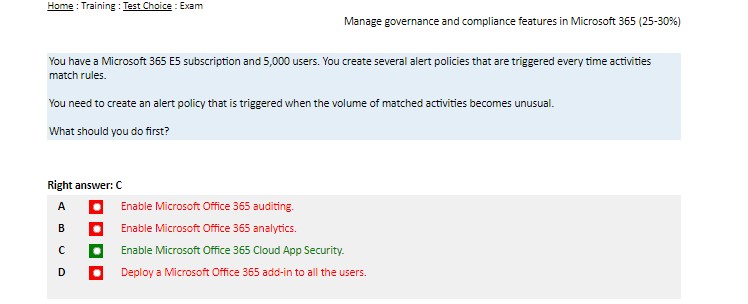 Home : Training : Test Choice : Exam
Manage governance and compliance features in Microsoft 365 (25-30%)
You have a Microsoft 365 E5 subscription and 5,000 users. You create several alert policies that are triggered every time activities
match rules.
You need to create an alert policy that is triggered when the volume of matched activities becomes unusual.
What should you do first?
Right answer: C
A Enable Microsoft Office 365 auditing.
B Enable Microsoft Office 365 analytics.
C Enable Microsoft Office 365 Cloud App Security.
D Deploy a Microsoft Office 365 add-in to all the users.